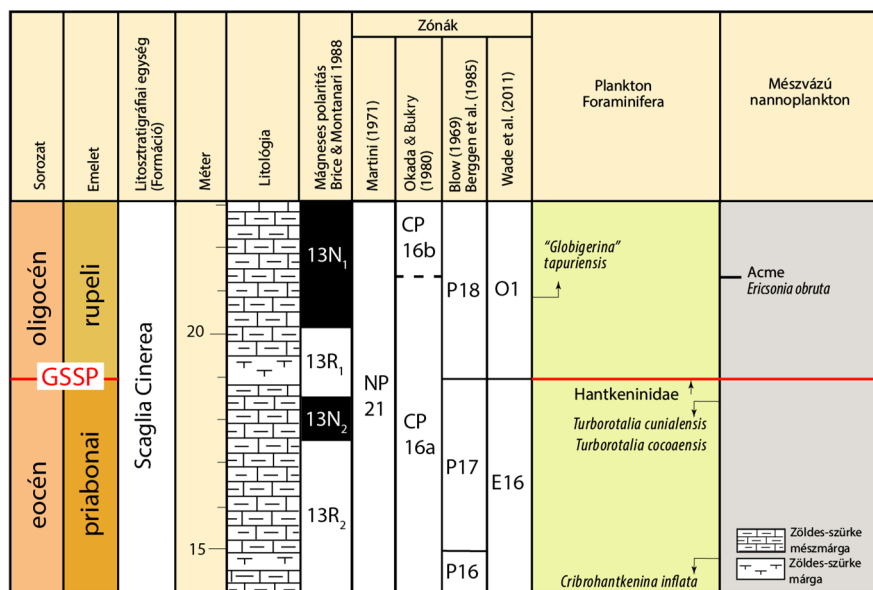 Zónák
Sorozat
Emelet
Litosztratigráfiai egység
(Formáció)
Méter
Litológia
Mágneses polaritás
Brice & Montanari 1988
Martini (1971)
Okada & Bukry
(1980)
Blow (1969)
Berggen et al. (1985)
Wade et al. (2011)
Plankton
Foraminifera
Mészvázú
nannoplankton
oligocén
rupeli
GSSP
eocén
priabonai
Scaglia Cinerea
20
15
13N1
13R1
13N2
13R2
NP
21
CP
16b
CP
16a
P18
P17
P16
O1
E16
"Globigerina"
tapuriensis
Hantkeninidae
Turborotalia cunialensis
Turborotalia cocoaensis
Cribrohantkenina inflata
Acme
Ericsonia obruta
Zöldes-szürke
mészmárga
Zöldes-szürke
márga